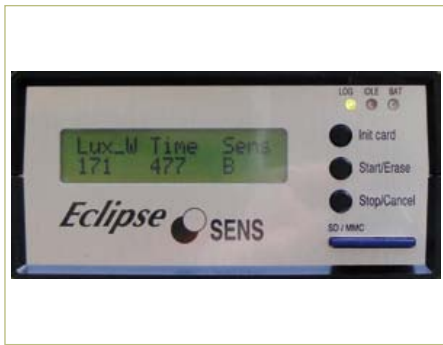 LOG IDLE BAT
Lux_W Time Sens
171 477 B
Init card
Start/Erase
Stop/Cancel
Eclipse SENS
SD / MMC